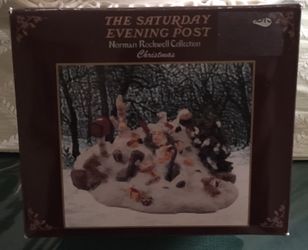 THE SATURDAY
EVENING POST
Norman Rockwell Collection
Christmas